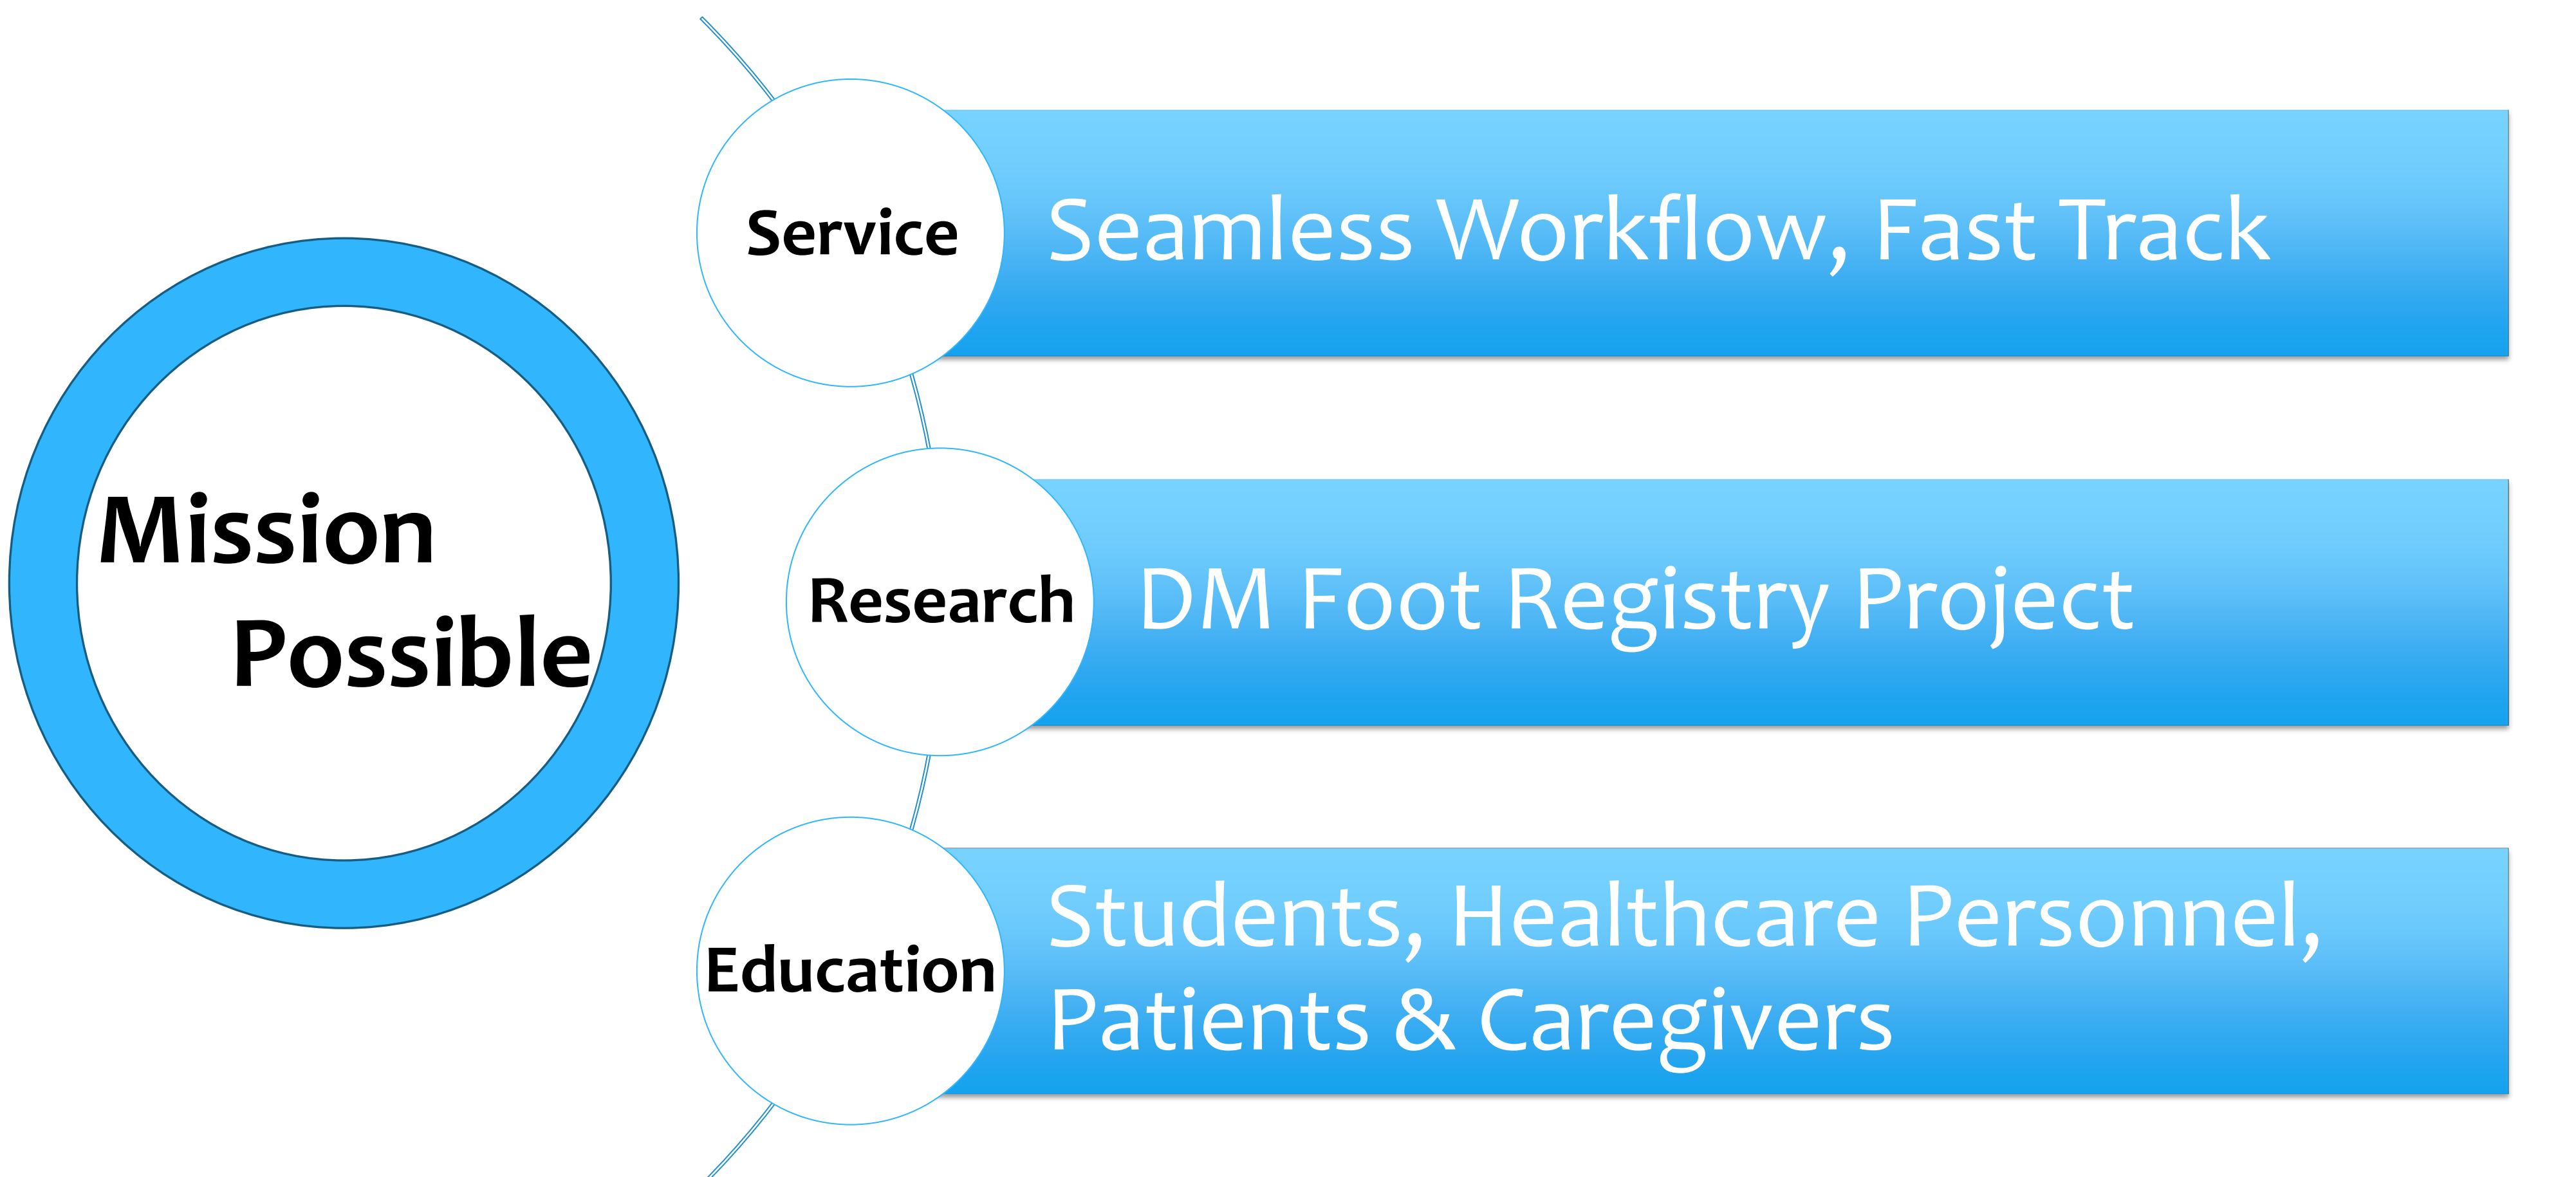 Mission
Possible
Service
Seamless Workflow, Fast Track
Research
DM Foot Registry Project
Education
Students, Healthcare Personnel,
Patients & Caregivers